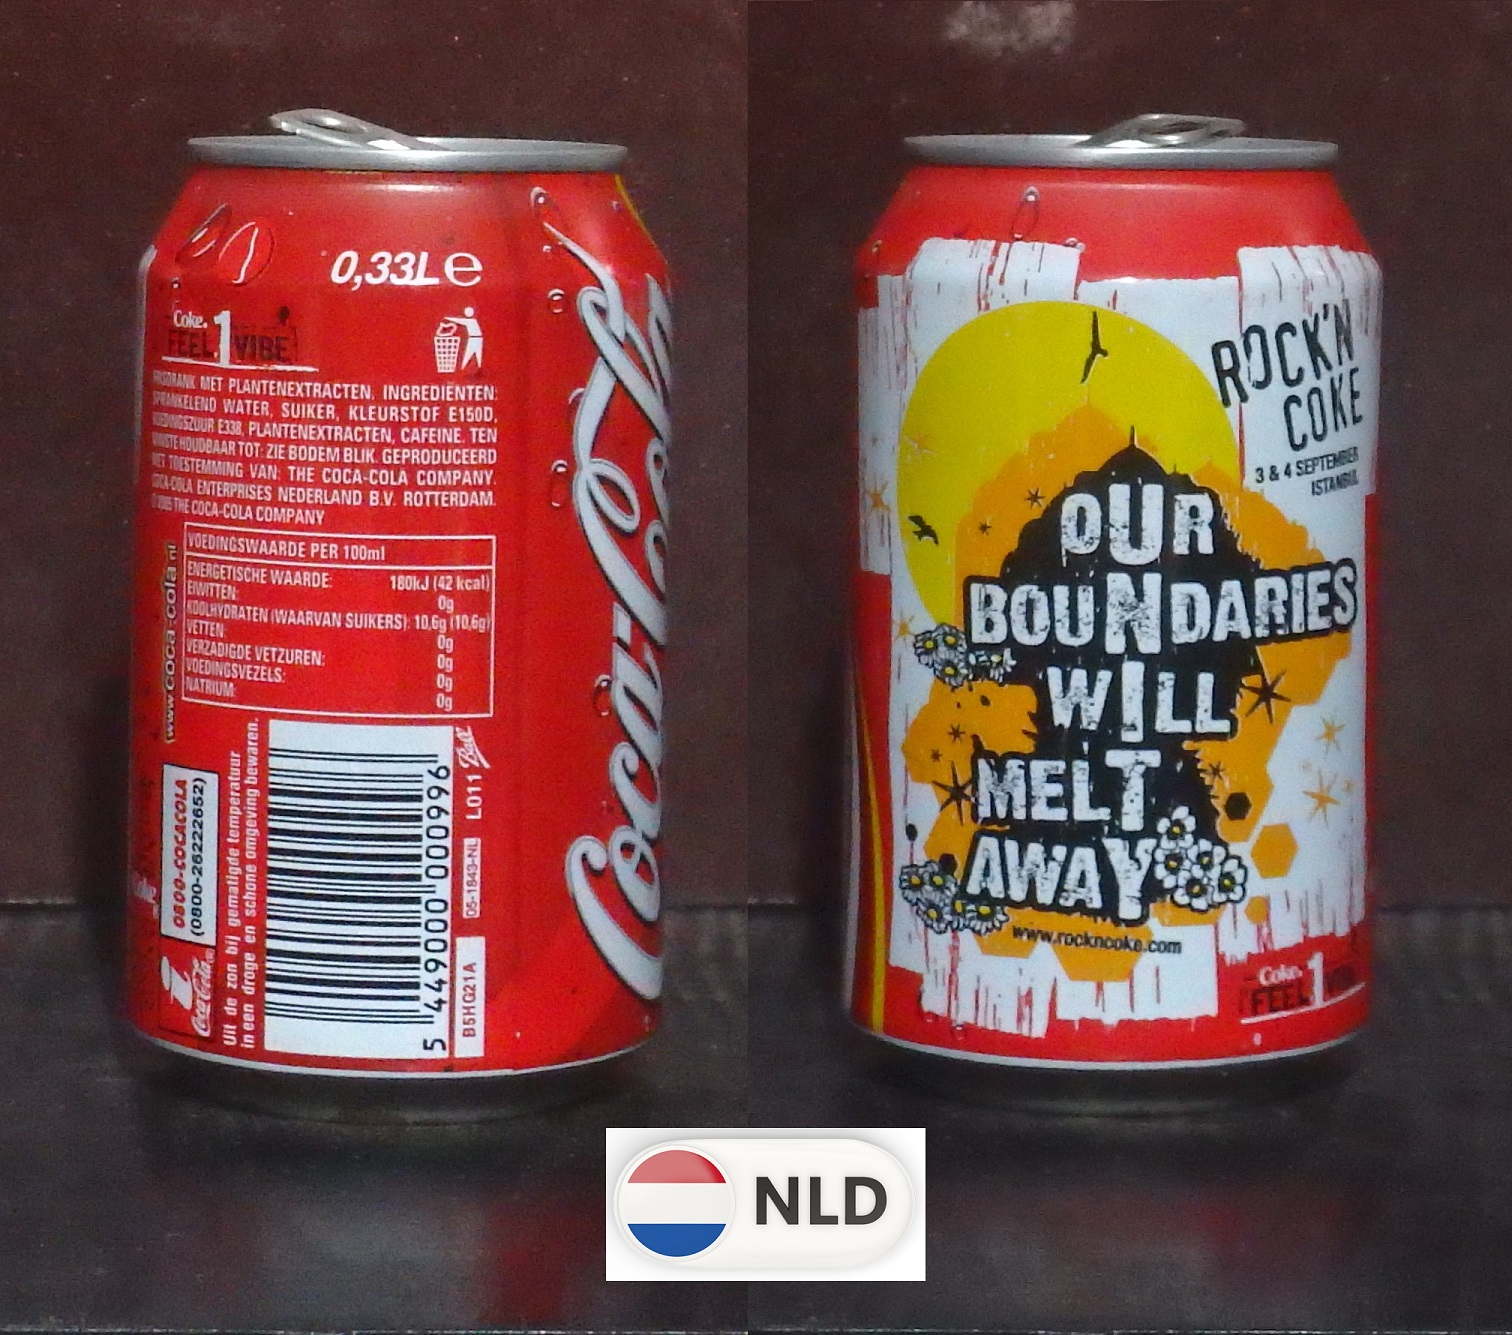 0,33L e
Coke.
FEEL 1 VIBE
FRISDRANK MET PLANTENEXTRACTEN. INGREDIENTEN:
SPRANKELEND WATER, SUIKER, KLEURSTOF E150D,
VOEDINGSZUUR E338, PLANTENEXTRACTEN, CAFEINE. TEN
MINSTE HOUDBAAR TOT: ZIE BODEM BLIK. GEPRODUCEERD
MET TOESTEMMING VAN: THE COCA-COLA COMPANY.
COCA-COLA ENTERPRISES NEDERLAND B.V. ROTTERDAM.
THE COCA-COLA COMPANY
VOEDINGSWAARDE PER 100ml
ENERGETISCHE WAARDE: 180kJ (42 kcal)
EIWITTEN: 0g
KOOLHYDRATEN (WAARVAN SUIKERS): 10,6g (10,6g)
VETTEN: 0g
VERZADIGDE VETZUREN: 0g
VOEDINGSVEZELS: 0g
NATRIUM: 0g
www.coca-cola.nl
0800-COCACOLA
(0800-26222652)
i Coca-Cola
Uit de zon bij gematigde temperatuur
in een droge en schone omgeving bewaren.
5 449000 000996
L011 Ball
05-1843-NL
B5HG21A
Coca-Cola
ROCK'N
COKE
3 & 4 SEPTEMBER
ISTANBUL
OUR
BOUNDARIES
WILL
MELT
AWAY
www.rockncoke.com
Coke.
FEEL 1 VIBE
NLD